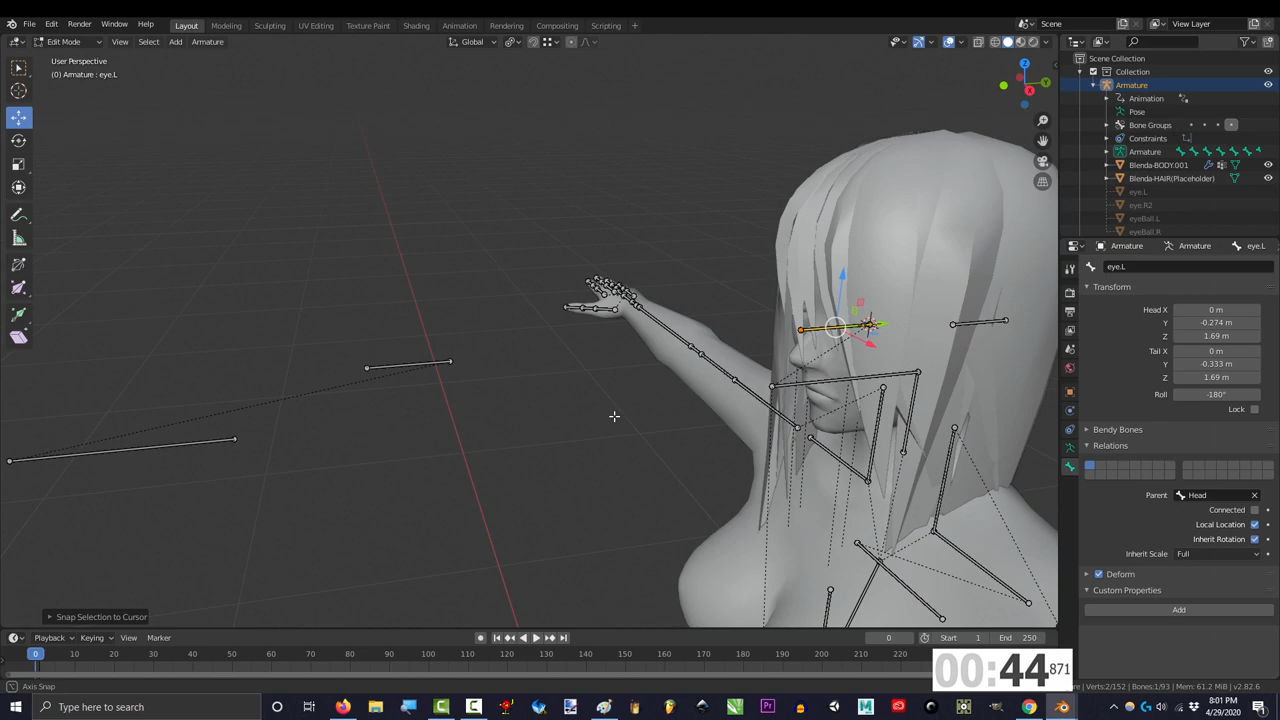 File Edit Render Window Help
Layout Modeling Sculpting UV Editing Texture Paint Shading Animation Rendering Compositing Scripting +
Scene
View Layer
Edit Mode View Select Add Armature
Global
User Perspective
(0) Armature : eye.L
Z
Y
X
Scene Collection
Collection
Armature
Animation
Pose
Bone Groups
Constraints
Armature
Blenda-BODY.001
Blenda-HAIR(Placeholder)
eye.L
eye.R2
eyeBall.L
eyeBall.R
Armature Armature eye.L
eye.L
Transform
Head X 0 m
Y -0.274 m
Z 1.69 m
Tail X 0 m
Y -0.333 m
Z 1.69 m
Roll -180°
Lock
Bendy Bones
Relations
Parent Head
Connected
Local Location
Inherit Rotation
Inherit Scale Full
Deform
Custom Properties
Add
Snap Selection to Cursor
Playback Keying View Marker
0 Start 1 End 250
0 10 20 30 40 50 60 70 80 90 100 110 120 130 140 150 160 170 180 190 200 210 220
00:44 871
Axis Snap
Verts:2/152 | Bones:1/93 | Mem: 61.2 MiB | v2.82.6
Type here to search
8:01 PM
4/29/2020